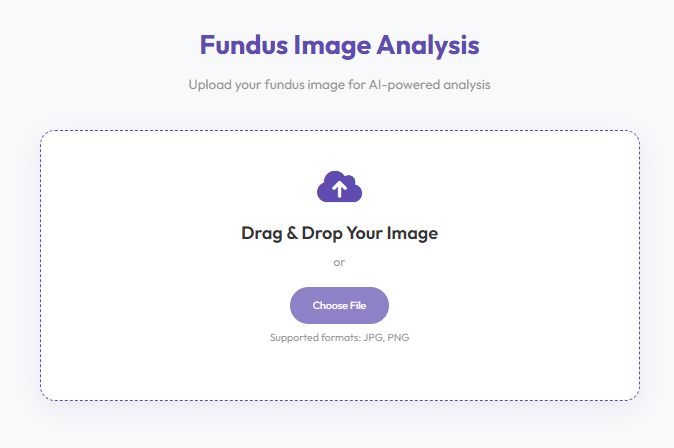 Fundus Image Analysis
Upload your fundus image for AI-powered analysis
Drag & Drop Your Image
or
Choose File
Supported formats: JPG, PNG